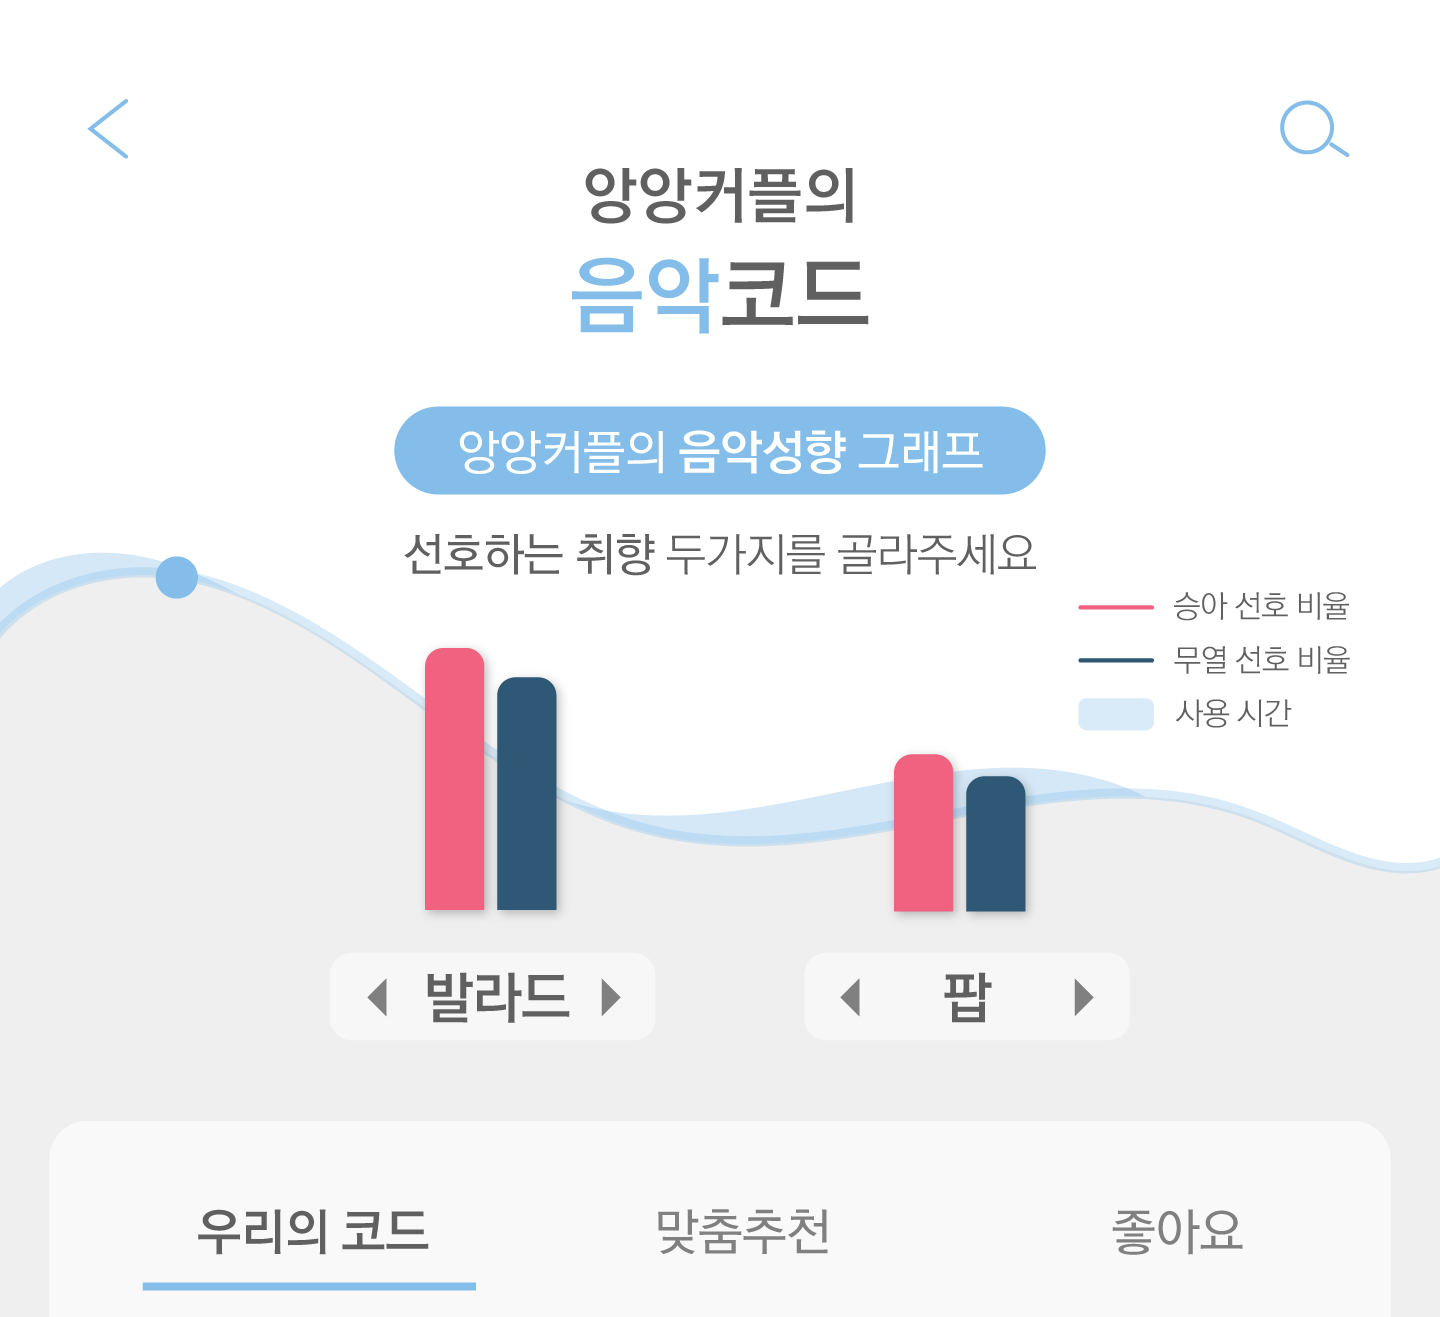 앙앙커플의
음악코드
앙앙커플의 음악성향 그래프
선호하는 취향 두가지를 골라주세요
승아 선호 비율
무열 선호 비율
사용 시간
발라드
팝
우리의 코드
맞춤추천
좋아요